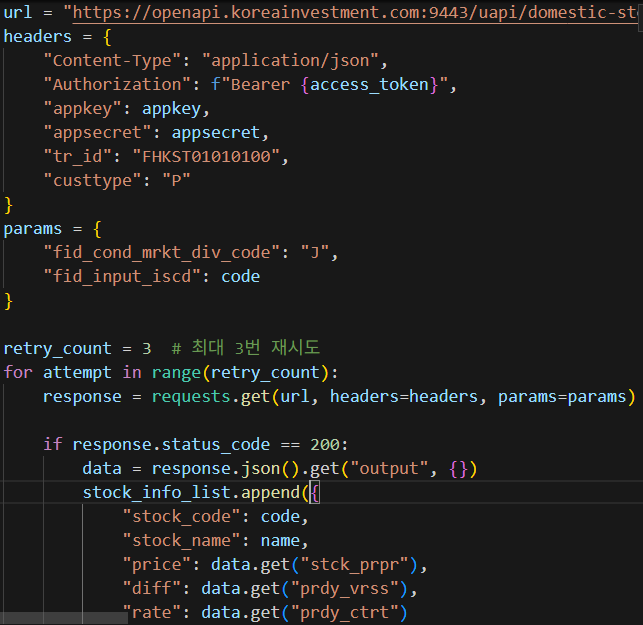 url = "https://openapi.koreainvestment.com:9443/uapi/domestic-st
headers = {
    "Content-Type": "application/json",
    "Authorization": f"Bearer {access_token}",
    "appkey": appkey,
    "appsecret": appsecret,
    "tr_id": "FHKST01010100",
    "custtype": "P"
}
params = {
    "fid_cond_mrkt_div_code": "J",
    "fid_input_iscd": code
}
retry_count = 3  # 최대 3번 재시도
for attempt in range(retry_count):
    response = requests.get(url, headers=headers, params=params)
    if response.status_code == 200:
        data = response.json().get("output", {})
        stock_info_list.append({
            "stock_code": code,
            "stock_name": name,
            "price": data.get("stck_prpr"),
            "diff": data.get("prdy_vrss"),
            "rate": data.get("prdy_ctrt")